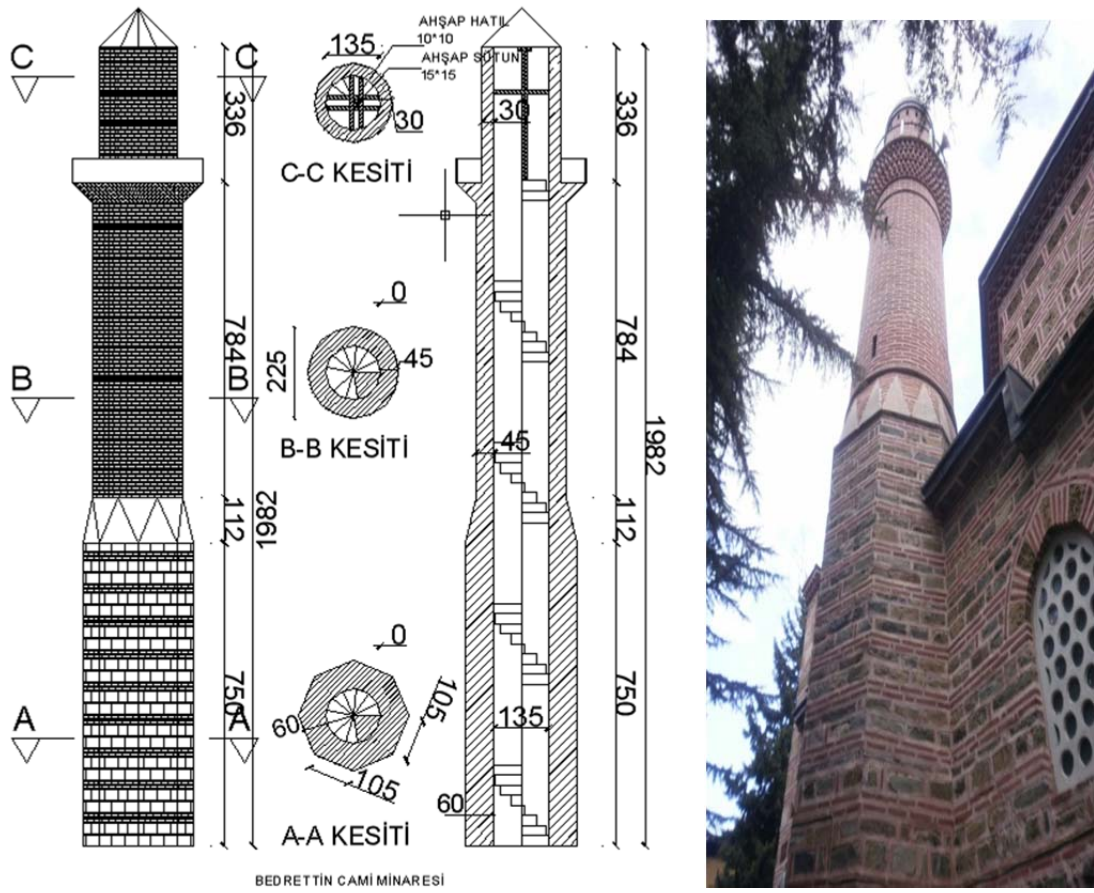 C
C
336
135
AHŞAP HATIL
10*10
AHŞAP SÜTUN
15*15
30
C-C KESİTİ
30
336
784
B
B
1982
0
225
45
B-B KESİTİ
45
784
1982
112
112
750
A
A
0
105
60
105
A-A KESİTİ
135
60
750
BEDRETTİN CAMİ MİNARESİ